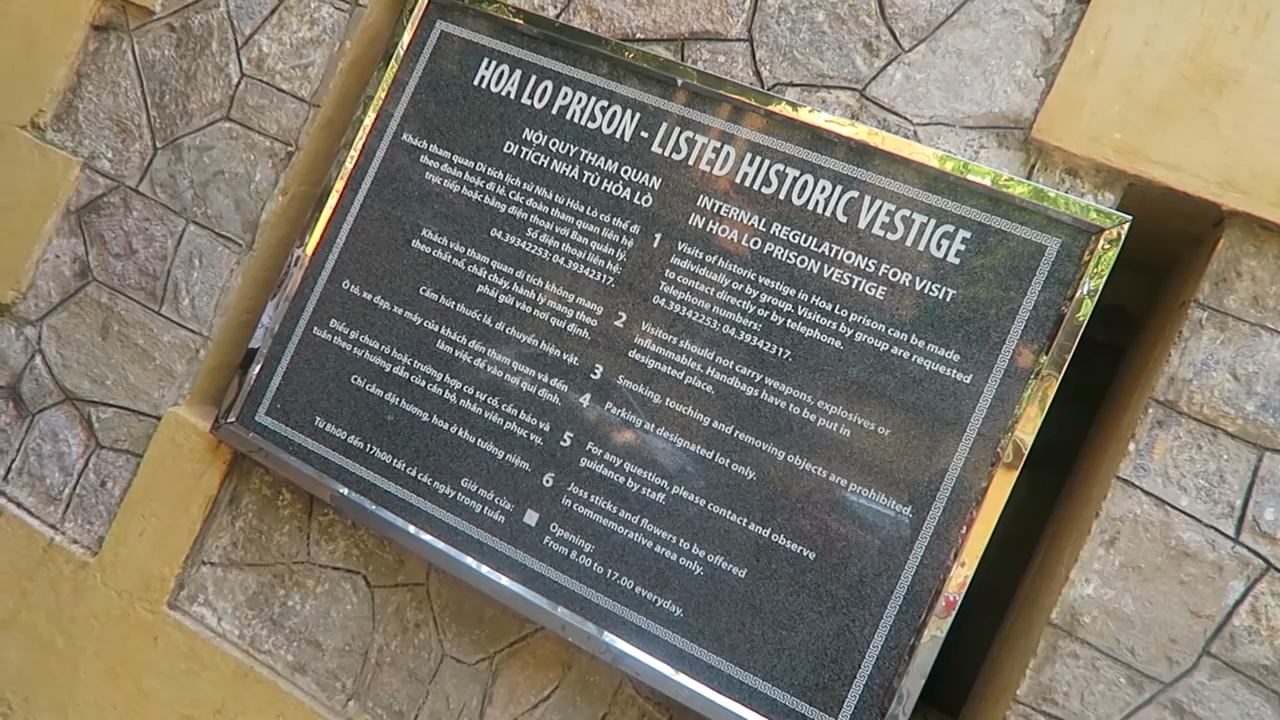 HOA LO PRISON - LISTED HISTORIC VESTIGE
NỘI QUY THAM QUAN
DI TÍCH NHÀ TÙ HỎA LÒ
Khách tham quan Di tích lịch sử Nhà tù Hỏa Lò có thể đi
theo đoàn hoặc đi lẻ. Các đoàn tham quan liên hệ
trực tiếp hoặc bằng điện thoại với Ban quản lý.
Số điện thoại liên hệ:
04.39342253; 04.39342317.
Khách vào tham quan di tích không mang
theo chất nổ, chất cháy, hành lý mang theo
phải gửi vào nơi qui định.
Cấm hút thuốc lá, di chuyển hiện vật.
Ô tô, xe đạp, xe máy của khách đến tham quan và đến
làm việc để vào nơi qui định.
Điều gì chưa rõ hoặc trường hợp có sự cố, cần báo và
tuân theo sự hướng dẫn của cán bộ, nhân viên phục vụ.
Chỉ cắm đặt hương, hoa ở khu tưởng niệm.
Giờ mở cửa:
Từ 8h00 đến 17h00 tất cả các ngày trong tuần
INTERNAL REGULATIONS FOR VISIT
IN HOA LO PRISON VESTIGE
1 Visits of historic vestige in Hoa Lo prison can be made
individually or by group. Visitors by group are requested
to contact directly or by telephone.
Telephone numbers:
04.39342253; 04.39342317.
2 Visitors should not carry weapons, explosives or
inflammables. Handbags have to be put in
designated place.
3 Smoking, touching and removing objects are prohibited.
4 Parking at designated lot only.
5 For any question, please contact and observe
guidance by staff.
6 Joss sticks and flowers to be offered
in commemorative area only.
Opening:
From 8.00 to 17.00 everyday.